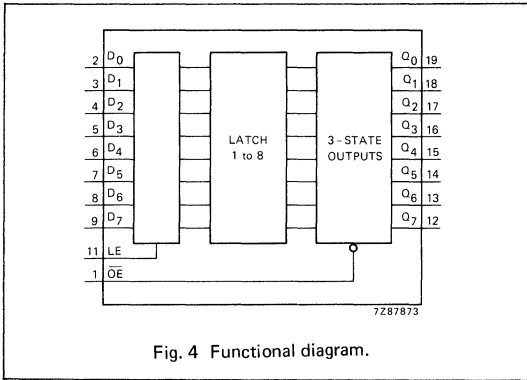 2 D0 Q0 19
3 D1 Q1 18
4 D2 Q2 17
5 D3 LATCH 3-STATE Q3 16
6 D4 1 to 8 OUTPUTS Q4 15
7 D5 Q5 14
8 D6 Q6 13
9 D7 Q7 12
11 LE
1 O̅E̅
7Z87873
Fig. 4 Functional diagram.